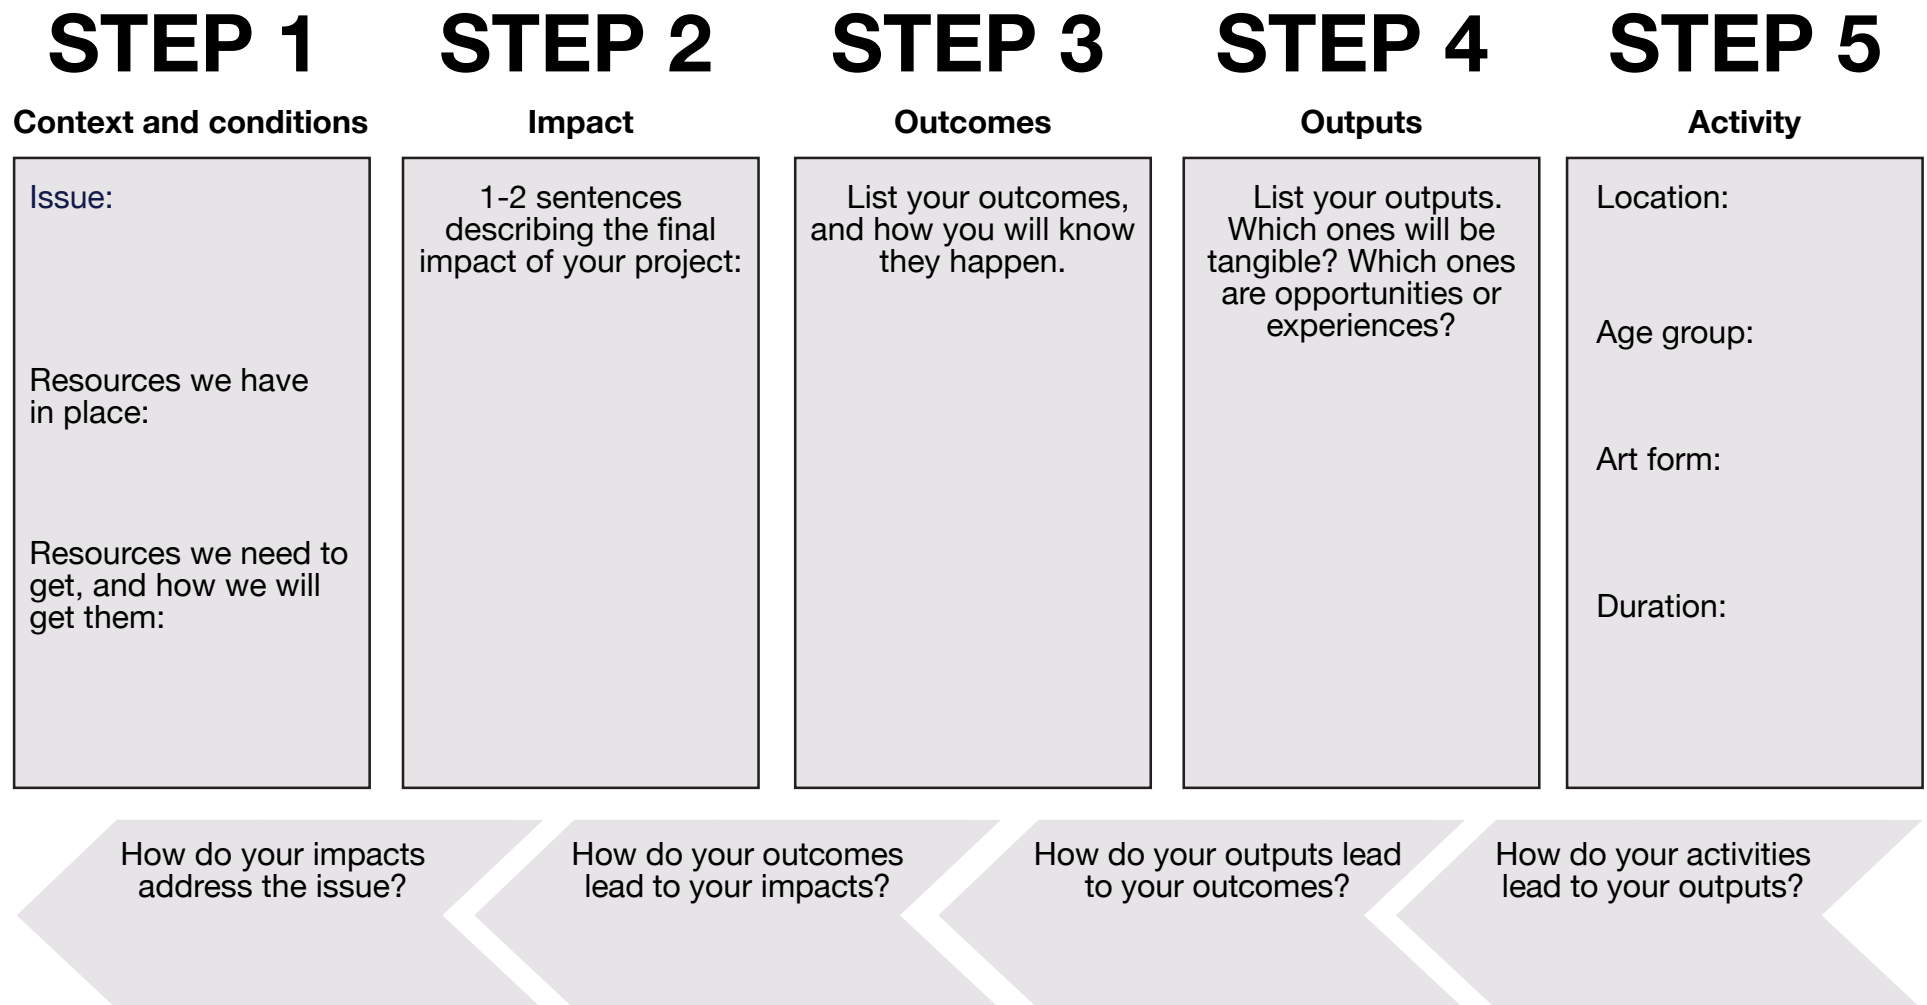 STEP 1
Context and conditions
Issue:
Resources we have
in place:
Resources we need to
get, and how we will
get them:
STEP 2
Impact
1-2 sentences
describing the final
impact of your project:
STEP 3
Outcomes
List your outcomes,
and how you will know
they happen.
STEP 4
Outputs
List your outputs.
Which ones will be
tangible? Which ones
are opportunities or
experiences?
STEP 5
Activity
Location:
Age group:
Art form:
Duration:
How do your impacts
address the issue?
How do your outcomes
lead to your impacts?
How do your outputs lead
to your outcomes?
How do your activities
lead to your outputs?